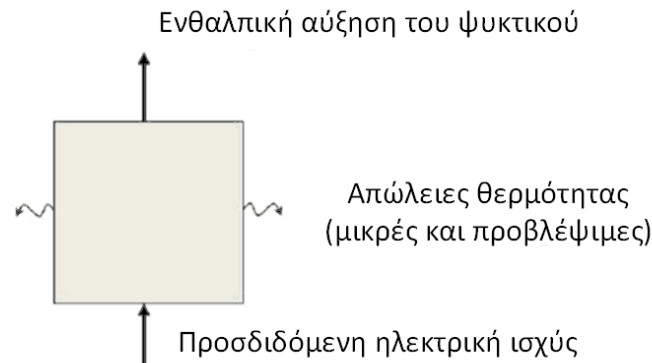 Ενθαλπική αύξηση του ψυκτικού
Απώλειες θερμότητας
(μικρές και προβλέψιμες)
Προσδιδόμενη ηλεκτρική ισχύς